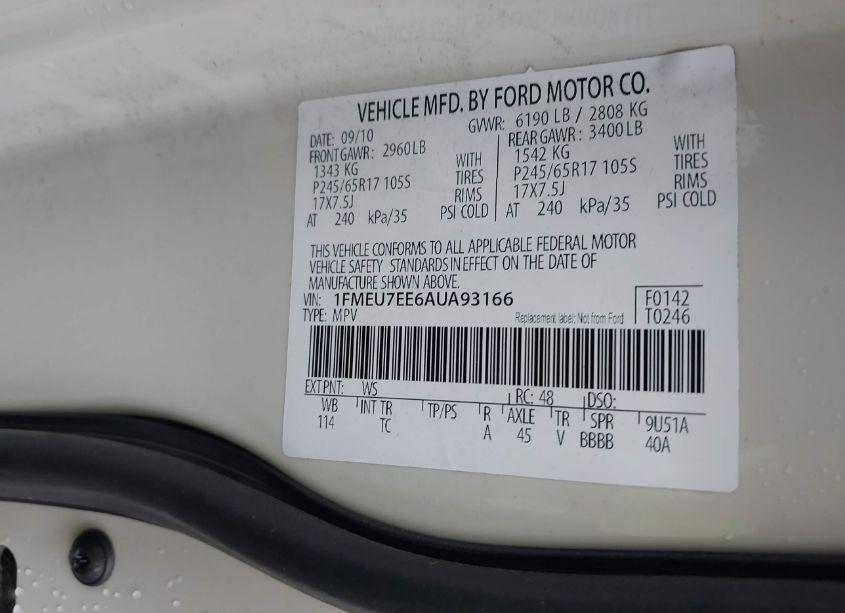 VEHICLE MFD. BY FORD MOTOR CO.
DATE: 09/10 GVWR: 6190 LB / 2808 KG
FRONT GAWR: 2960LB REAR GAWR: 3400LB
1343 KG WITH 1542 KG WITH
P245/65R17 105S TIRES P245/65R17 105S TIRES
17X7.5J RIMS 17X7.5J RIMS
AT 240 kPa/35 PSI COLD AT 240 kPa/35 PSI COLD
THIS VEHICLE CONFORMS TO ALL APPLICABLE FEDERAL MOTOR
VEHICLE SAFETY STANDARDS IN EFFECT ON THE DATE OF
MANUFACTURE SHOWN ABOVE.
VIN: 1FMEU7EE6AUA93166 F0142
TYPE: MPV Replacement label; Not from Ford T0246
EXT PNT: WS RC: 48 DSO:
WB INT TR TP/PS R AXLE TR SPR 9U51A
114 TC A 45 V BBBB 40A